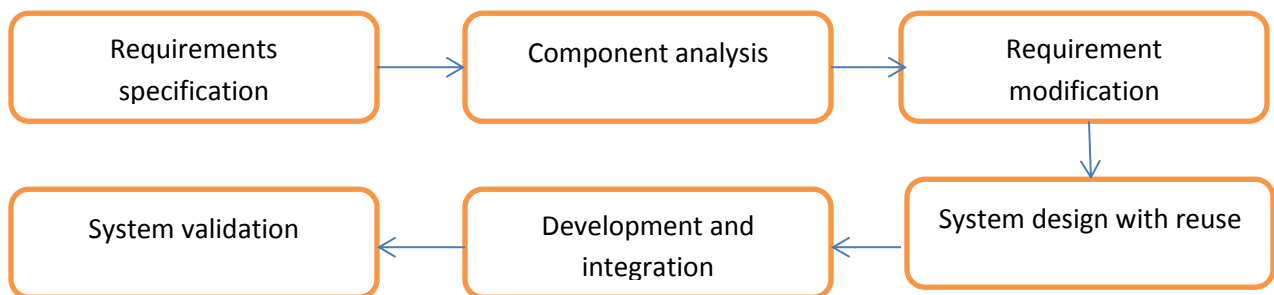 Requirements
specification
Component analysis
Requirement
modification
System design with reuse
Development and
integration
System validation